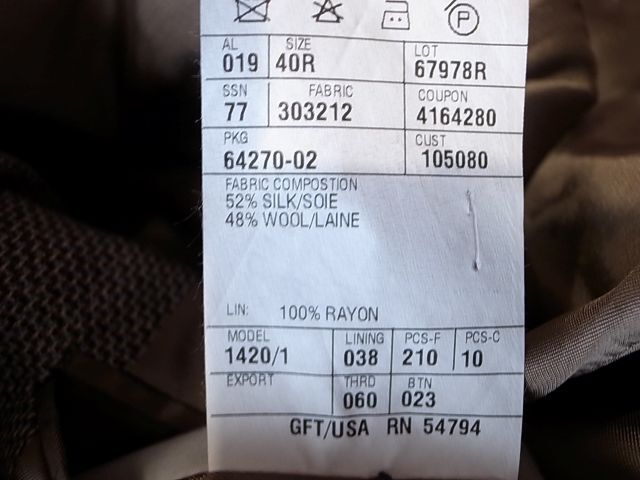 AL SIZE LOT
019 40R 67978R
SSN FABRIC COUPON
77 303212 4164280
PKG CUST
64270-02 105080
FABRIC COMPOSTION
52% SILK/SOIE
48% WOOL/LAINE
LIN: 100% RAYON
MODEL LINING PCS-F PCS-C
1420/1 038 210 10
EXPORT THRD BTN
060 023
GFT/USA RN 54794
P